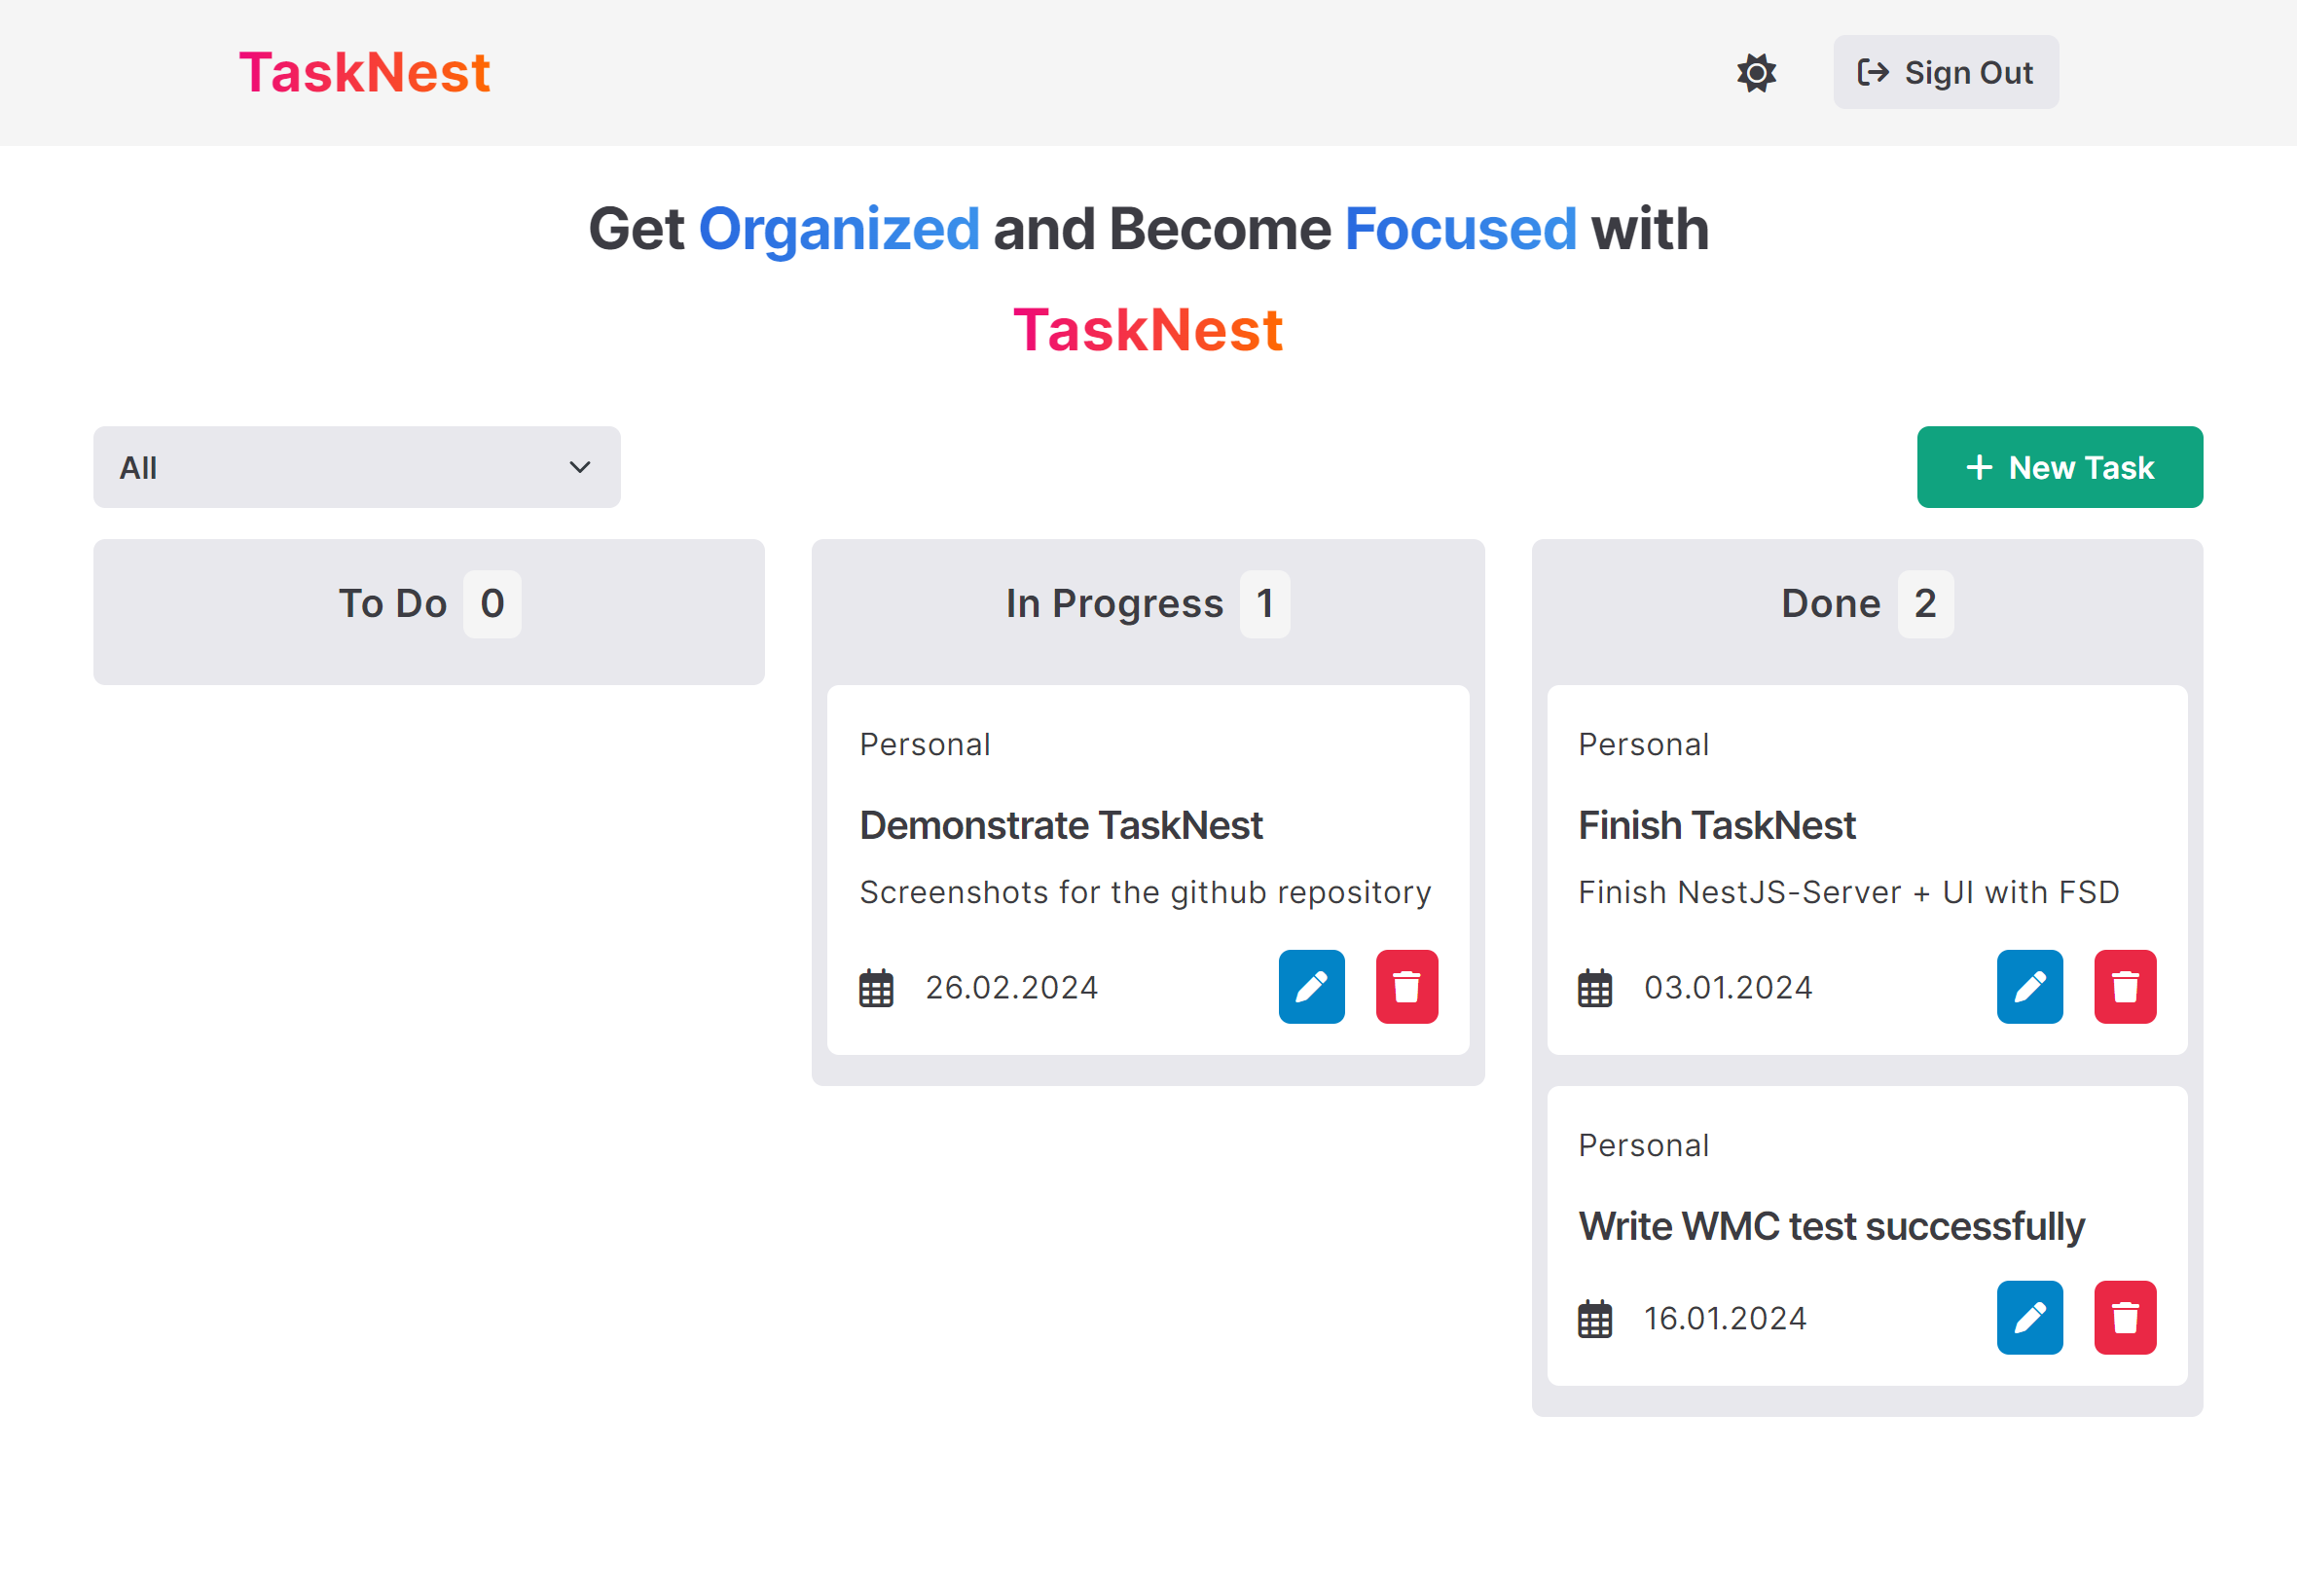 TaskNest
Sign Out
Get Organized and Become Focused with
TaskNest
All
New Task
To Do 0
In Progress 1
Personal
Demonstrate TaskNest
Screenshots for the github repository
26.02.2024
Done 2
Personal
Finish TaskNest
Finish NestJS-Server + UI with FSD
03.01.2024
Personal
Write WMC test successfully
16.01.2024